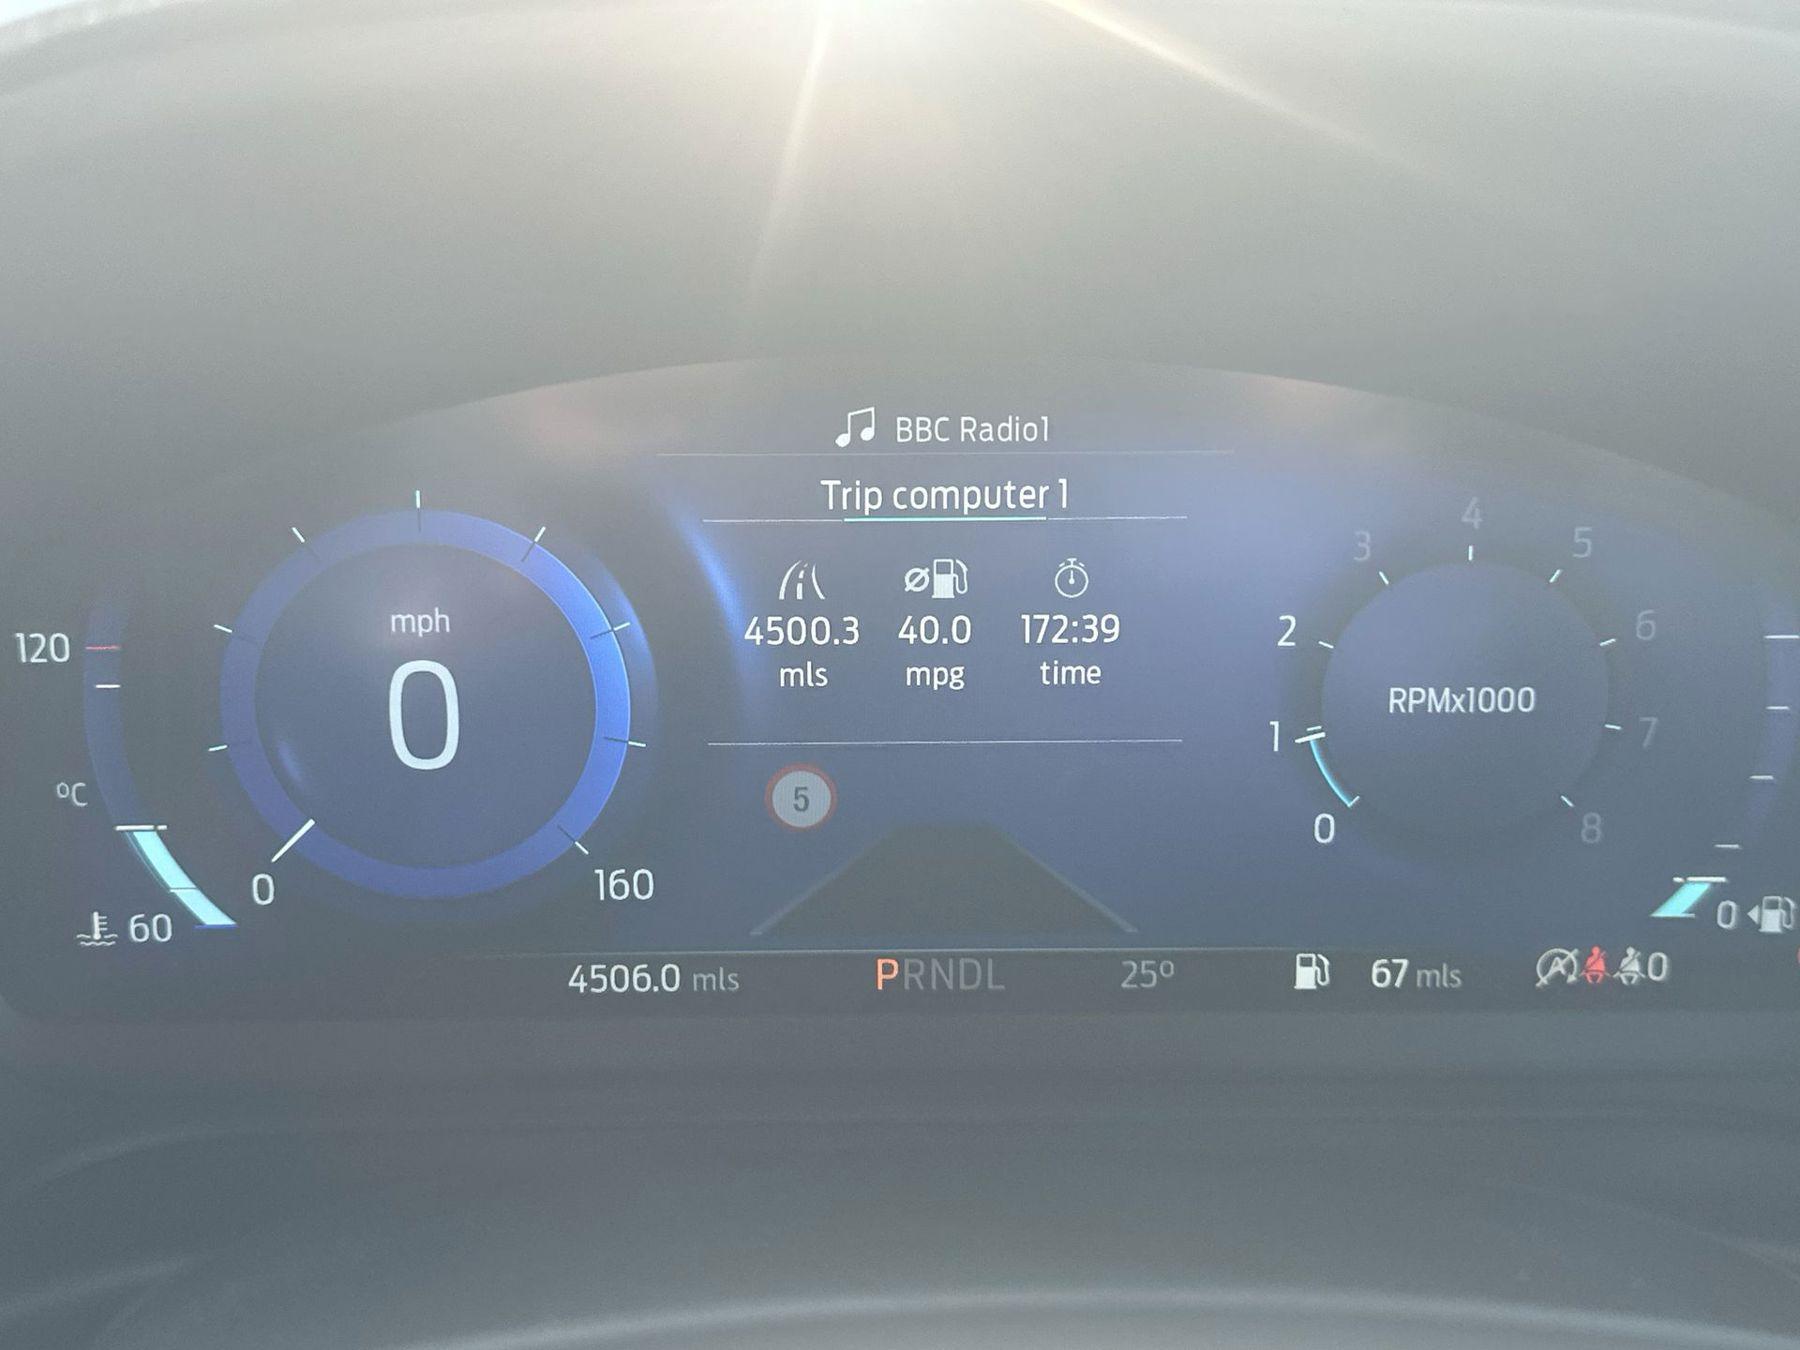 BBC Radio1
Trip computer 1
4500.3 40.0 172:39
mls mpg time
120
°C
60
mph
0
0
160
5
RPMx1000
0
1
2
3
4
5
6
7
8
0
4506.0 mls
PRNDL
25°
67 mls
A
0